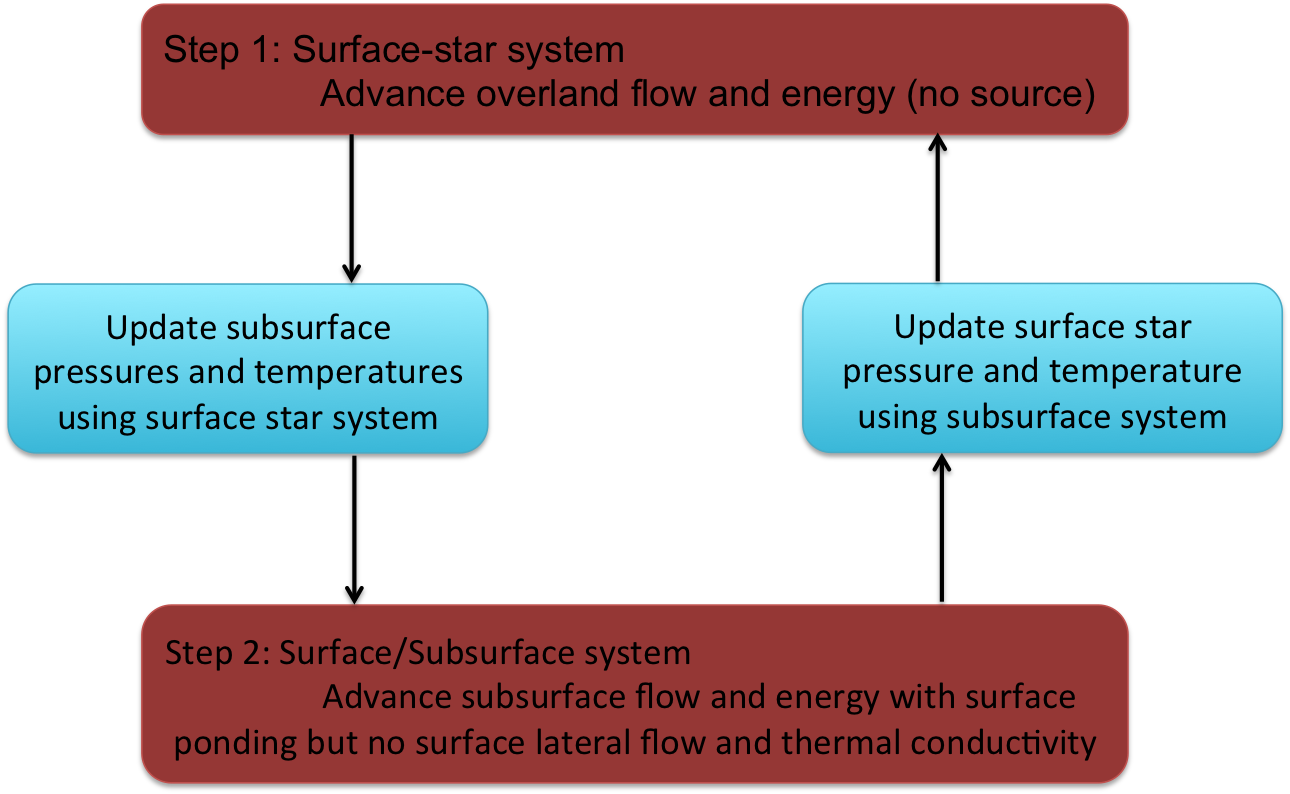 Step 1: Surface-star system
Advance overland flow and energy (no source)
Update subsurface
pressures and temperatures
using surface star system
Update surface star
pressure and temperature
using subsurface system
Step 2: Surface/Subsurface system
Advance subsurface flow and energy with surface
ponding but no surface lateral flow and thermal conductivity